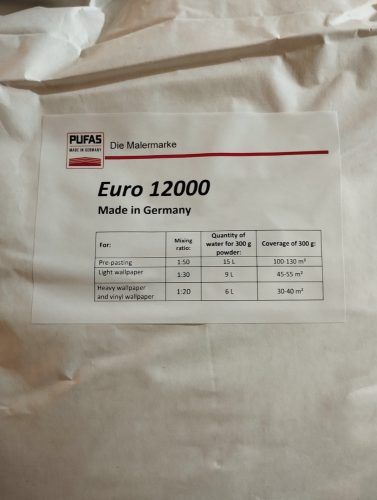 PUFAS
MADE IN GERMANY
Die Malermarke
Euro 12000
Made in Germany
For: Mixing ratio: Quantity of water for 300 g powder: Coverage of 300 g:
Pre-pasting 1:50 15 L 100-130 m²
Light wallpaper 1:30 9 L 45-55 m²
Heavy wallpaper and vinyl wallpaper 1:20 6 L 30-40 m²